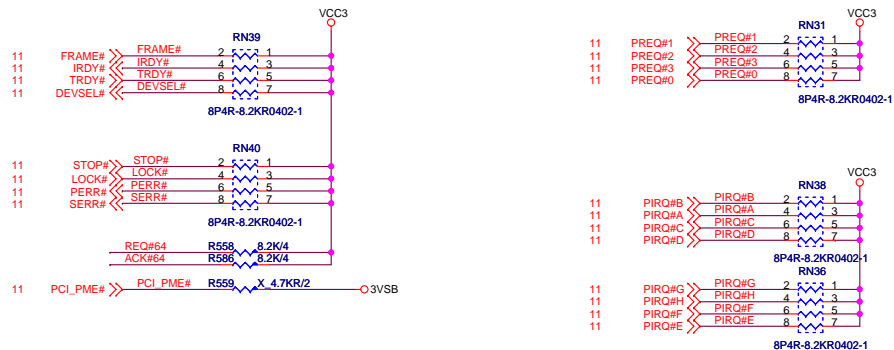 VCC3
RN39
11 FRAME# FRAME# 2 1
11 IRDY# IRDY# 4 3
11 TRDY# TRDY# 6 5
11 DEVSEL# DEVSEL# 8 7
8P4R-8.2KR0402-1
RN40
11 STOP# STOP# 2 1
11 LOCK# LOCK# 4 3
11 PERR# PERR# 6 5
11 SERR# SERR# 8 7
8P4R-8.2KR0402-1
REQ#64 R558 8.2K/4
ACK#64 R586 8.2K/4
11 PCI_PME# PCI_PME# R559 X_4.7KR/2 3VSB
VCC3
RN31
11 PREQ#1 PREQ#1 2 1
11 PREQ#2 PREQ#2 4 3
11 PREQ#3 PREQ#3 6 5
11 PREQ#0 PREQ#0 8 7
8P4R-8.2KR0402-1
VCC3
RN38
11 PIRQ#B PIRQ#B 2 1
11 PIRQ#A PIRQ#A 4 3
11 PIRQ#C PIRQ#C 6 5
11 PIRQ#D PIRQ#D 8 7
8P4R-8.2KR0402-1
RN36
11 PIRQ#G PIRQ#G 2 1
11 PIRQ#H PIRQ#H 4 3
11 PIRQ#F PIRQ#F 6 5
11 PIRQ#E PIRQ#E 8 7
8P4R-8.2KR0402-1